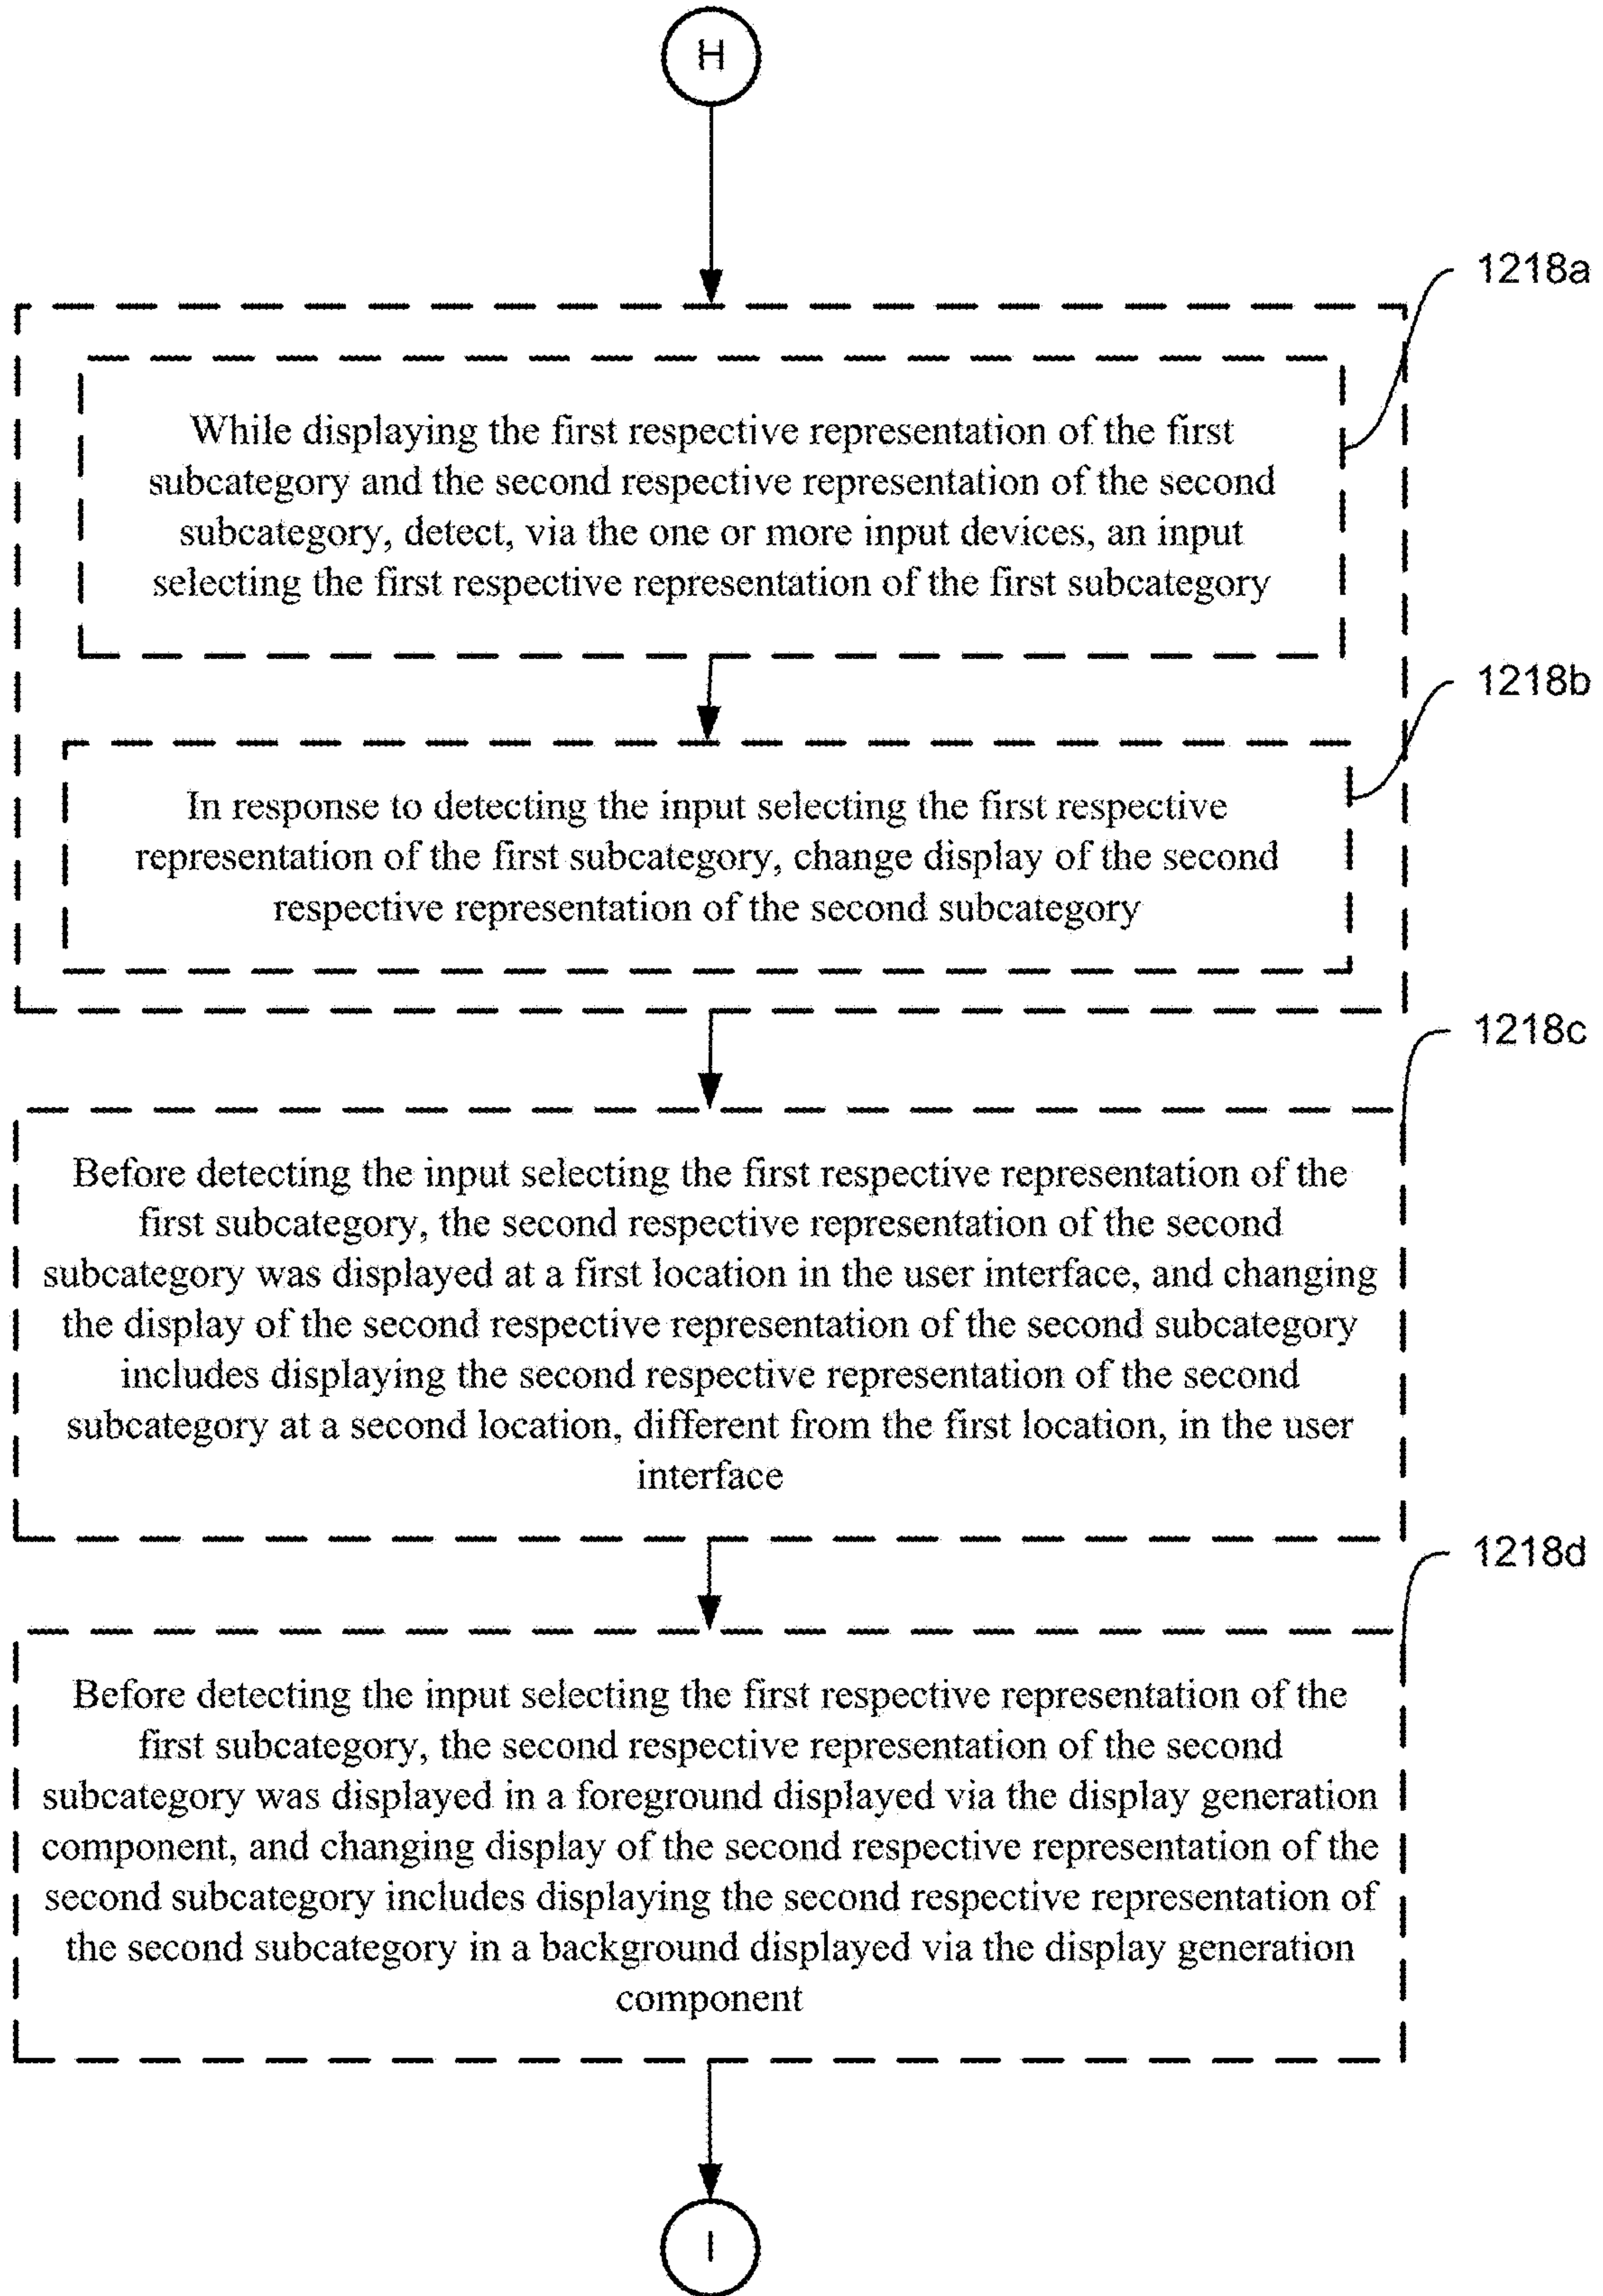 H
1218a
While displaying the first respective representation of the first
subcategory and the second respective representation of the second
subcategory, detect, via the one or more input devices, an input
selecting the first respective representation of the first subcategory
1218b
In response to detecting the input selecting the first respective
representation of the first subcategory, change display of the second
respective representation of the second subcategory
1218c
Before detecting the input selecting the first respective representation of the
first subcategory, the second respective representation of the second
subcategory was displayed at a first location in the user interface, and changing
the display of the second respective representation of the second subcategory
includes displaying the second respective representation of the second
subcategory at a second location, different from the first location, in the user
interface
1218d
Before detecting the input selecting the first respective representation of the
first subcategory, the second respective representation of the second
subcategory was displayed in a foreground displayed via the display generation
component, and changing display of the second respective representation of the
second subcategory includes displaying the second respective representation of
the second subcategory in a background displayed via the display generation
component
I